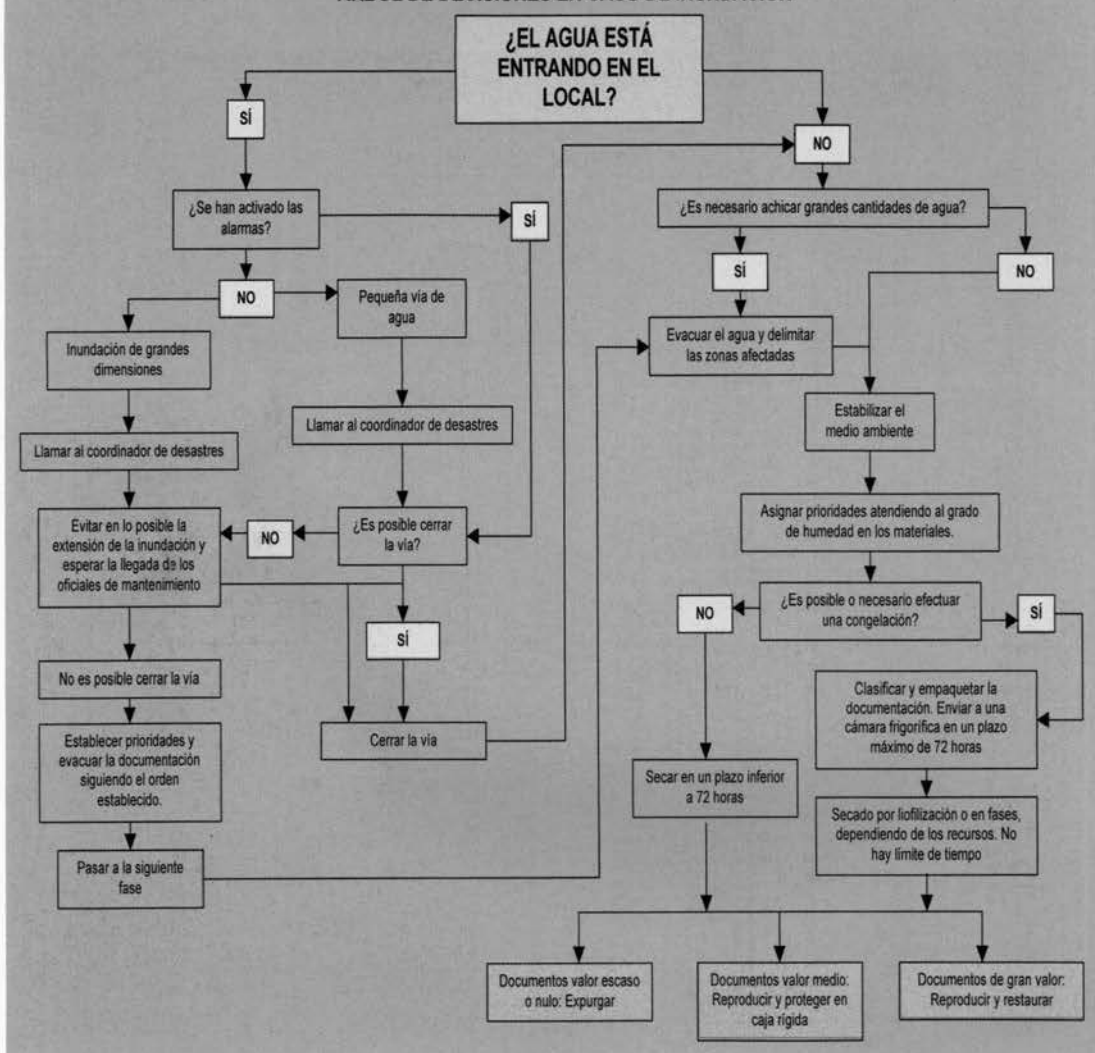 ¿EL AGUA ESTÁ
ENTRANDO EN EL
LOCAL?
SÍ
NO
¿Se han activado las
alarmas?
SÍ
¿Es necesario achicar grandes cantidades de agua?
SÍ
NO
NO
Pequeña vía de
agua
Inundación de grandes
dimensiones
Evacuar el agua y delimitar
las zonas afectadas
Llamar al coordinador de desastres
Llamar al coordinador de desastres
Estabilizar el
medio ambiente
Evitar en lo posible la
extensión de la inundación y
esperar la llegada de los
oficiales de mantenimiento
NO
¿Es posible cerrar
la vía?
Asignar prioridades atendiendo al grado
de humedad en los materiales.
SÍ
NO
¿Es posible o necesario efectuar
una congelación?
SÍ
No es posible cerrar la vía
Cerrar la vía
Clasificar y empaquetar la
documentación. Enviar a una
cámara frigorífica en un plazo
máximo de 72 horas
Establecer prioridades y
evacuar la documentación
siguiendo el orden
establecido.
Secar en un plazo inferior
a 72 horas
Secado por liofilización o en fases,
dependiendo de los recursos. No
hay límite de tiempo
Pasar a la siguiente
fase
Documentos valor escaso
o nulo: Expurgar
Documentos valor medio:
Reproducir y proteger en
caja rígida
Documentos de gran valor:
Reproducir y restaurar